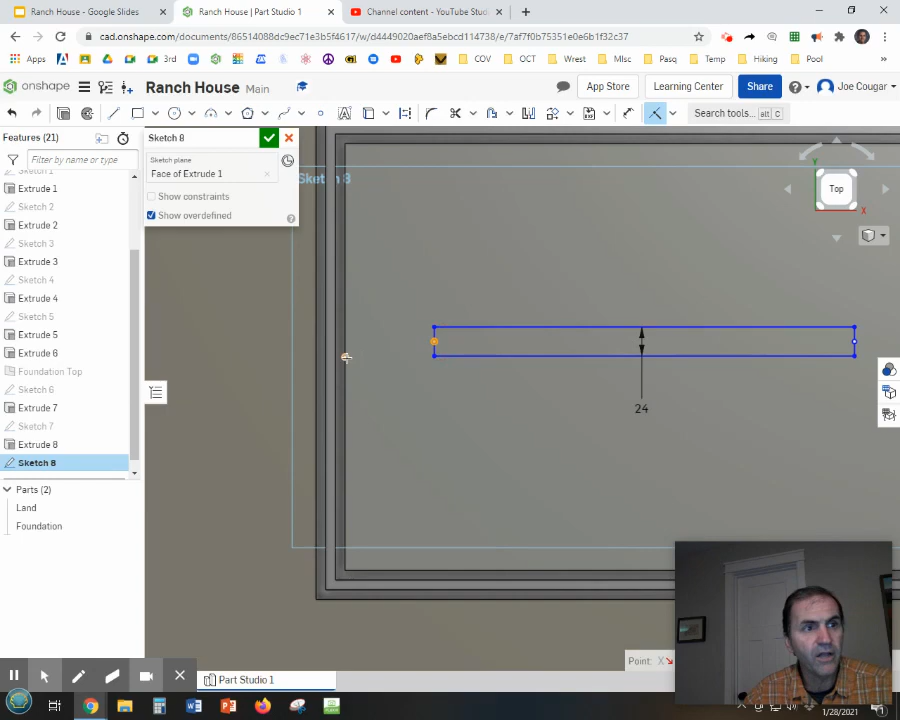 Ranch House - Google Slides
Ranch House | Part Studio 1
Channel content - YouTube Stud
cad.onshape.com/documents/86514088dc9ec71e3b5f4617/w/d4449020aef8a5ebcd114738/e/7af7f0b75351e0e6b1f32c37
Apps
3rd
COV
OCT
Wrest
MIsc
Pasq
Temp
Hiking
Pool
onshape
Ranch House Main
App Store
Learning Center
Share
Joe Cougar
Search tools...
alt
C
Features (21)
Filter by name or type
Sketch 1
Extrude 1
Sketch 2
Extrude 2
Sketch 3
Extrude 3
Sketch 4
Extrude 4
Sketch 5
Extrude 5
Extrude 6
Foundation Top
Sketch 6
Extrude 7
Sketch 7
Extrude 8
Sketch 8
Parts (2)
Land
Foundation
Sketch 8
Sketch plane
Face of Extrude 1
Show constraints
Show overdefined
Sketch 8
Top
Y
X
24
Point: X
Part Studio 1
1/28/2021